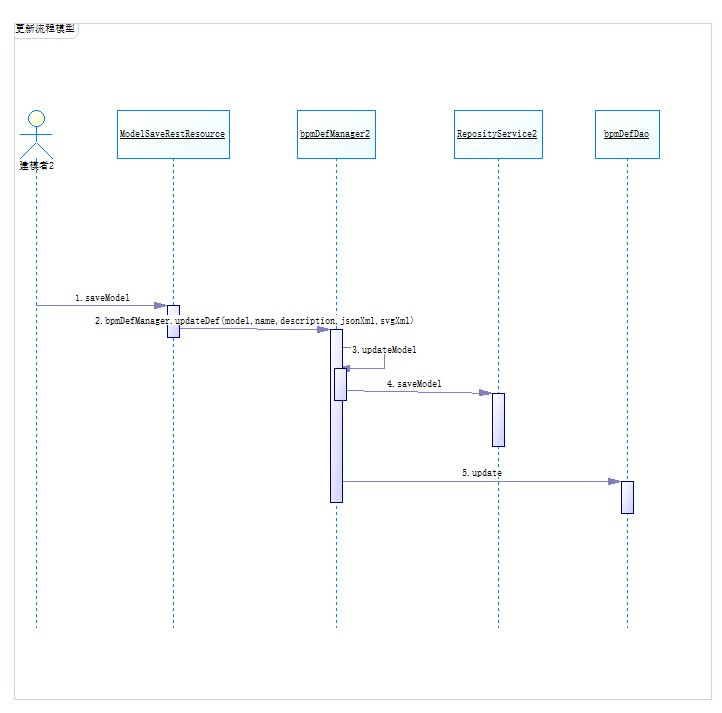 更新流程模型
ModelSaveRestResource
bpmDefManager2
ReposityService2
bpmDefDao
建模者2
1.saveModel
2.bpmDefManager.updateDef(model,name,description,jsonXml,svgXml)
3.updateModel
4.saveModel
5.update